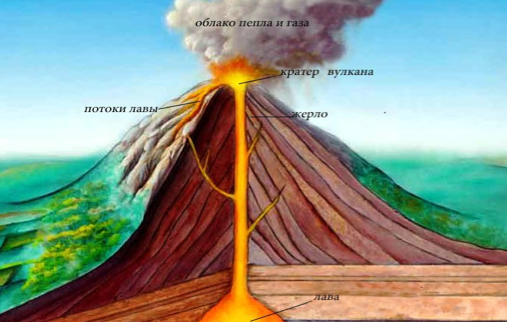 облако пепла и газа
кратер вулкана
потоки лавы
жерло
лава